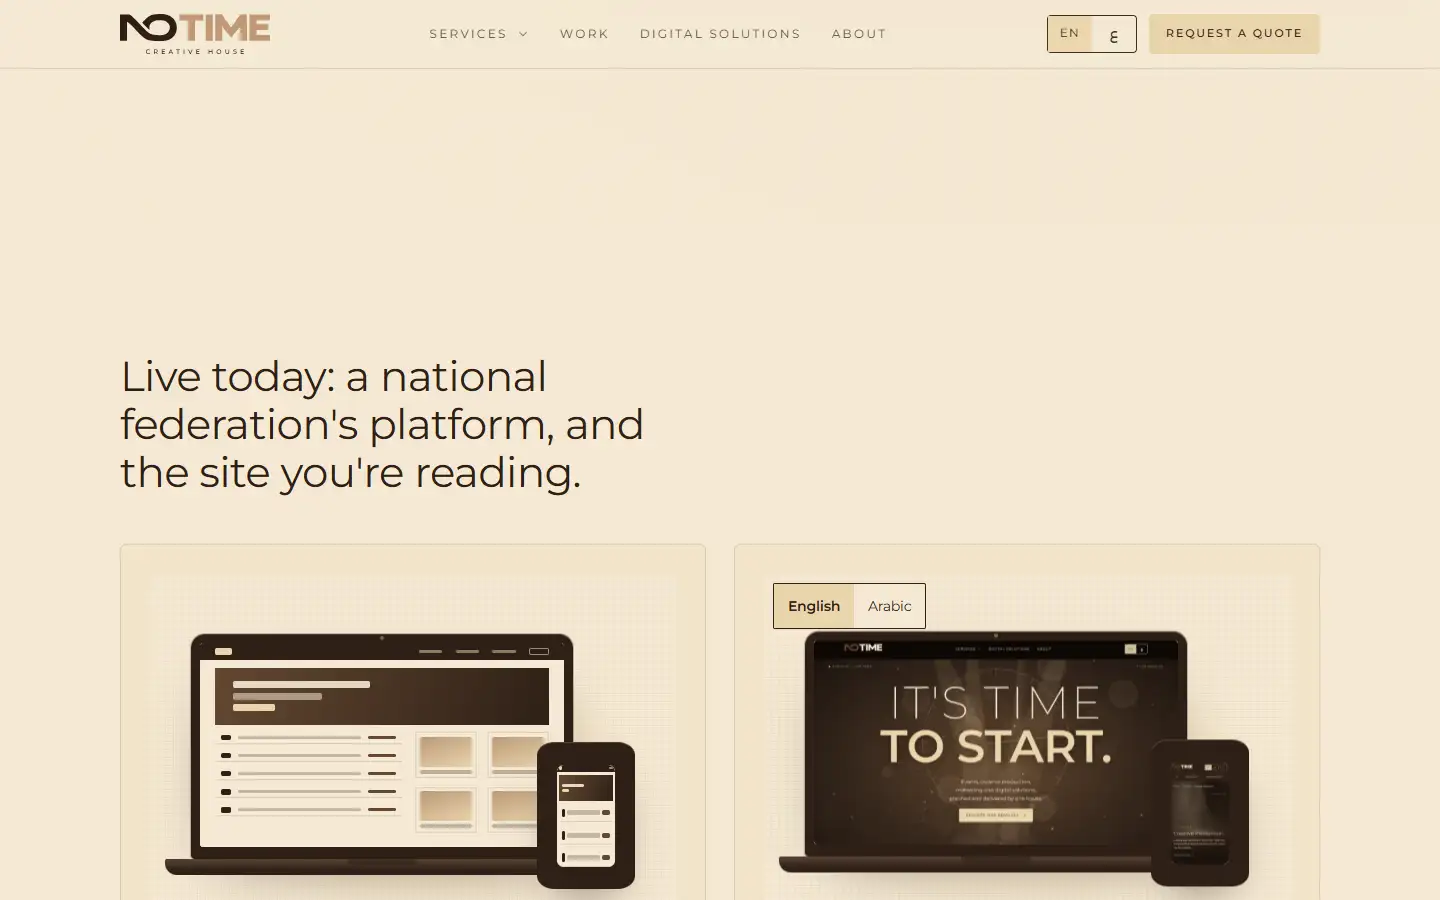 NOTIME
CREATIVE HOUSE
SERVICES
WORK
DIGITAL SOLUTIONS
ABOUT
EN
ع
REQUEST A QUOTE
Live today: a national
federation's platform, and
the site you're reading.
English
Arabic
NOTIME
IT'S TIME
TO START.